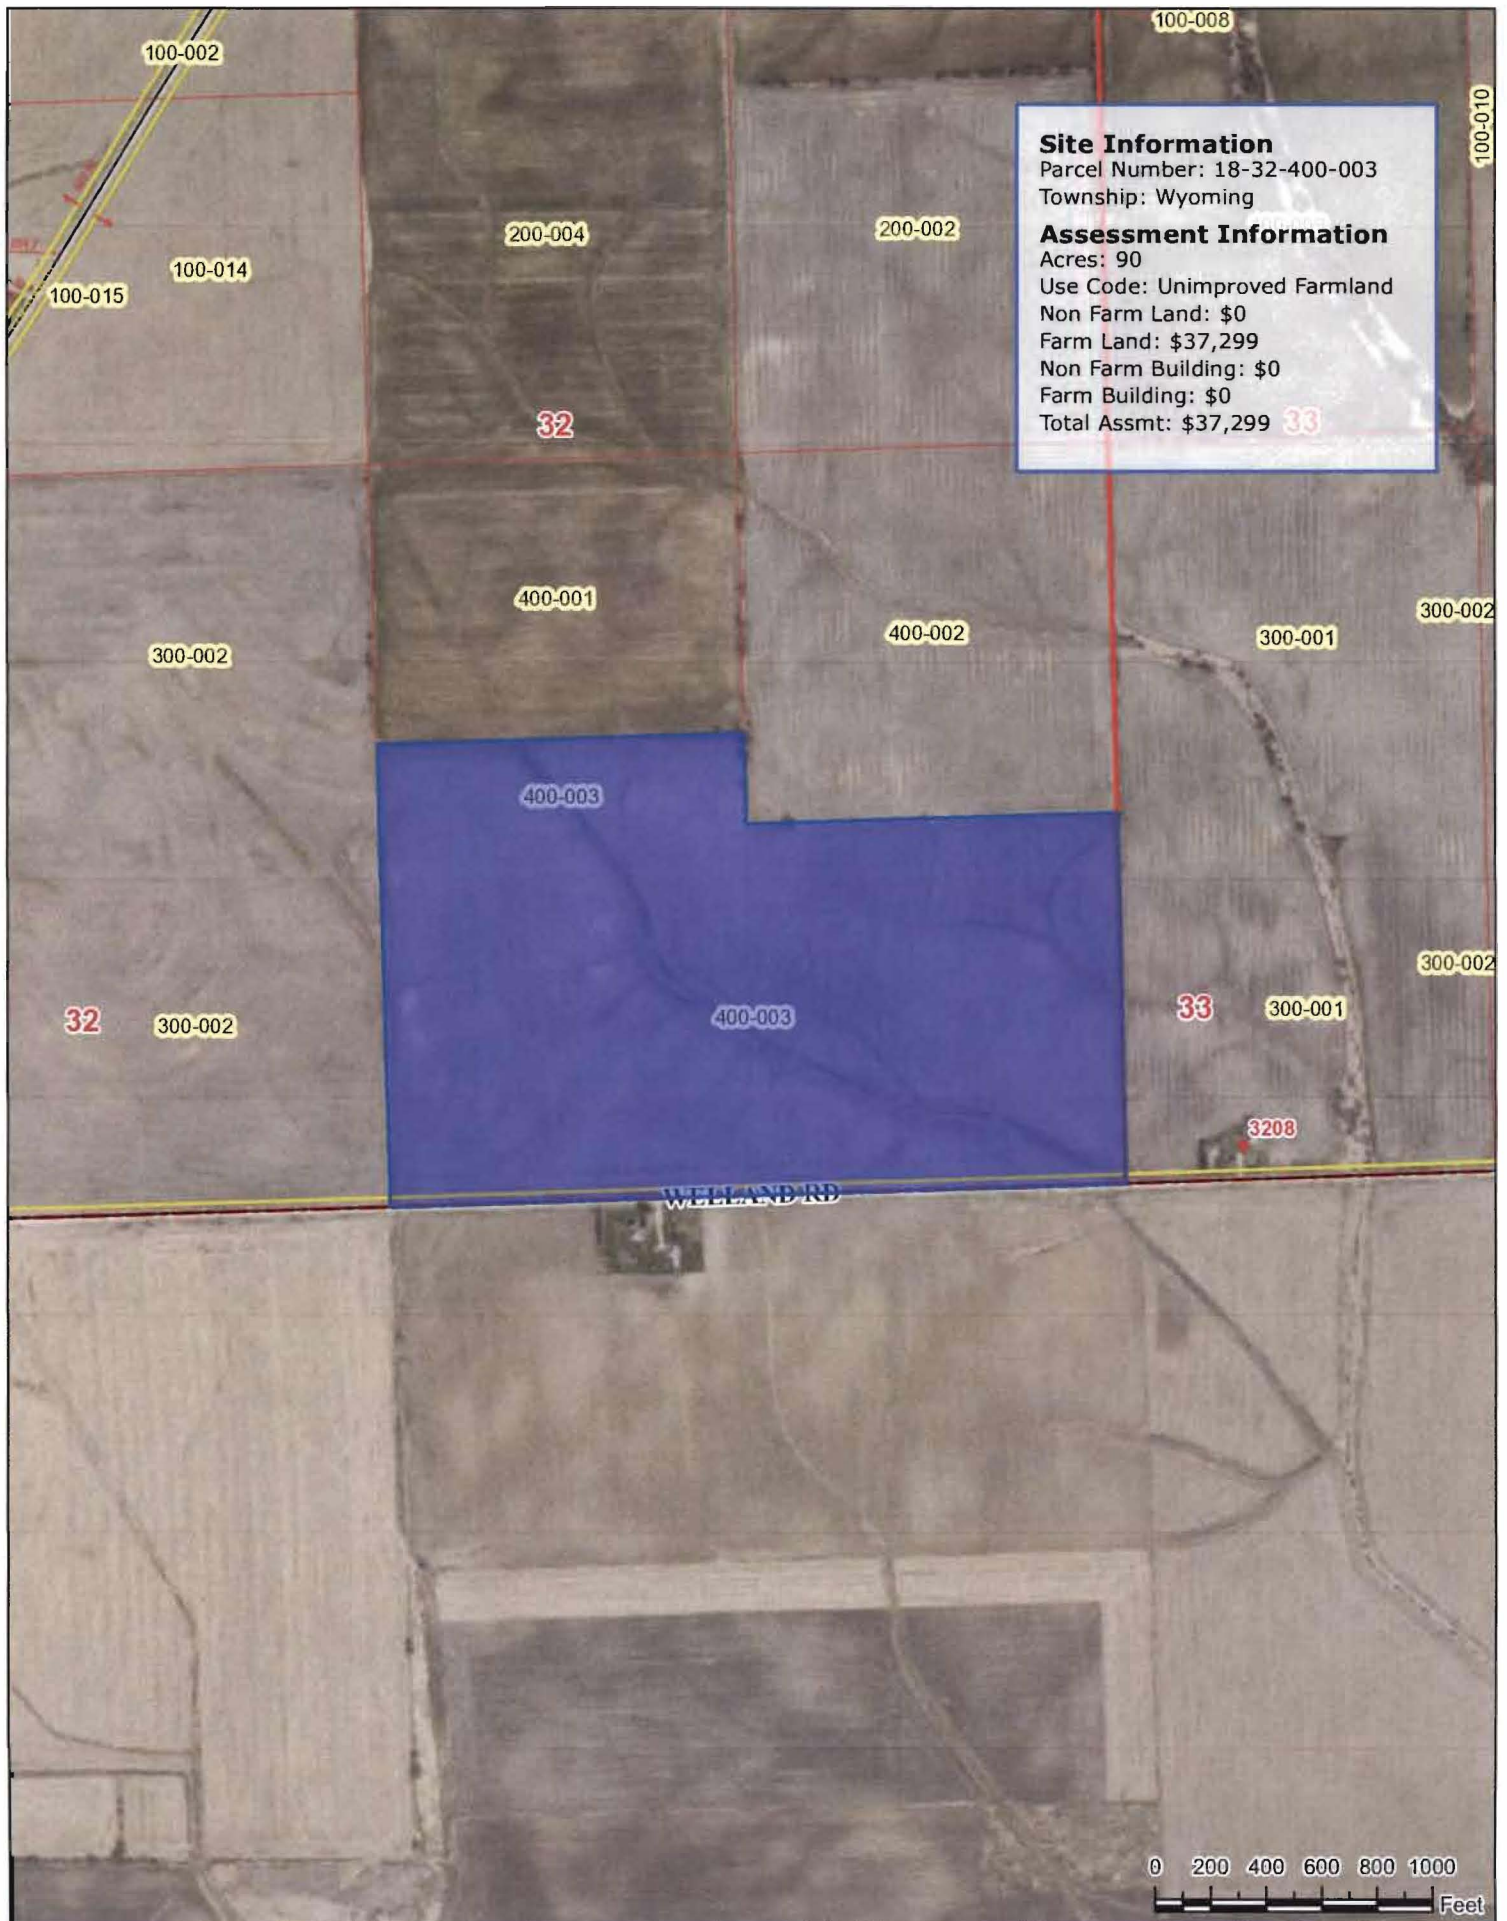 100-002
100-008
100-010
Site Information
Parcel Number: 18-32-400-003
Township: Wyoming
Assessment Information
Acres: 90
Use Code: Unimproved Farmland
Non Farm Land: $0
Farm Land: $37,299
Non Farm Building: $0
Farm Building: $0
Total Assmt: $37,299
33
200-004
200-002
100-014
100-015
32
400-001
300-002
400-002
300-001
300-002
400-003
300-002
32
300-002
400-003
33
300-001
3208
WELLAND RD
0 200 400 600 800 1000
Feet